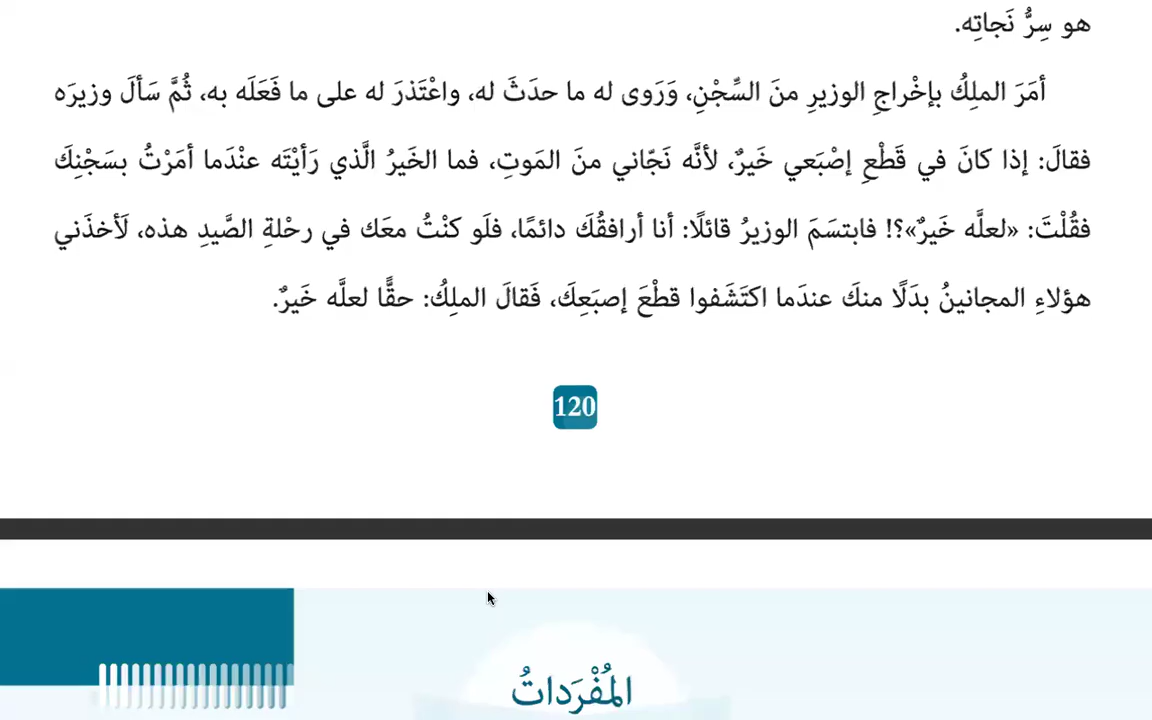 هو سِرُّ نَجاتِه.
أمَرَ الملِكُ بإخْراجِ الوزيرِ منَ السِّجْنِ، وَرَوى له ما حدَثَ له، واعْتَذرَ له على ما فَعَلَه به، ثُمَّ سَألَ وزيرَه
فقالَ: إذا كانَ في قَطْعِ إصْبَعي خَيرٌ، لأنَّه نَجّاني منَ المَوتِ، فما الخَيرُ الَّذي رَأيْتَه عنْدَما أمَرْتُ بسَجْنِكَ
فقُلْتَ: «لعلَّه خَيرٌ»؟! فابتسَمَ الوزيرُ قائلًا: أنا أرافقُكَ دائمًا، فلَو كنْتُ معَك في رحْلةِ الصَّيدِ هذه، لَأخذَني
هؤلاءِ المجانينُ بدَلًا منكَ عندَما اكتَشَفوا قطْعَ إصبَعِكَ، فَقالَ الملِكُ: حقًّا لعلَّه خَيرٌ.
120
المُفْرَداتُ